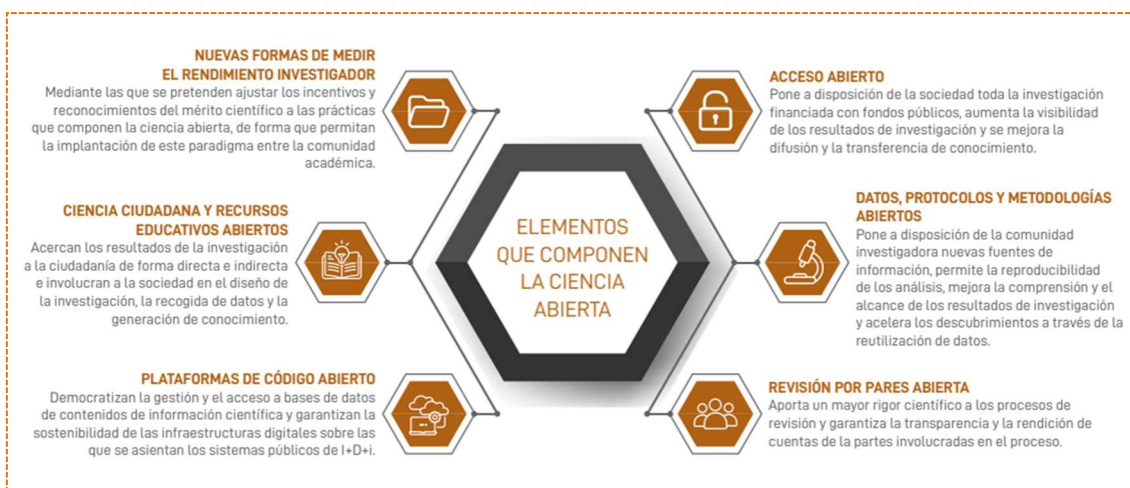 NUEVAS FORMAS DE MEDIR
EL RENDIMIENTO INVESTIGADOR
Mediante las que se pretenden ajustar los incentivos y
reconocimientos del mérito científico a las prácticas
que componen la ciencia abierta, de forma que permitan
la implantación de este paradigma entre la comunidad
académica.
CIENCIA CIUDADANA Y RECURSOS
EDUCATIVOS ABIERTOS
Acercan los resultados de la investigación
a la ciudadanía de forma directa e indirecta
e involucran a la sociedad en el diseño de
la investigación, la recogida de datos y la
generación de conocimiento.
PLATAFORMAS DE CÓDIGO ABIERTO
Democratizan la gestión y el acceso a bases de datos
de contenidos de información científica y garantizan la
sostenibilidad de las infraestructuras digitales sobre las
que se asientan los sistemas públicos de I+D+i.
ELEMENTOS
QUE COMPONEN
LA CIENCIA
ABIERTA
ACCESO ABIERTO
Pone a disposición de la sociedad toda la investigación
financiada con fondos públicos, aumenta la visibilidad
de los resultados de investigación y se mejora la
difusión y la transferencia de conocimiento.
DATOS, PROTOCOLOS Y METODOLOGÍAS
ABIERTOS
Pone a disposición de la comunidad
investigadora nuevas fuentes de
información, permite la reproducibilidad
de los análisis, mejora la comprensión y el
alcance de los resultados de investigación
y acelera los descubrimientos a través de la
reutilización de datos.
REVISIÓN POR PARES ABIERTA
Aporta un mayor rigor científico a los procesos de
revisión y garantiza la transparencia y la rendición de
cuentas de la partes involucradas en el proceso.